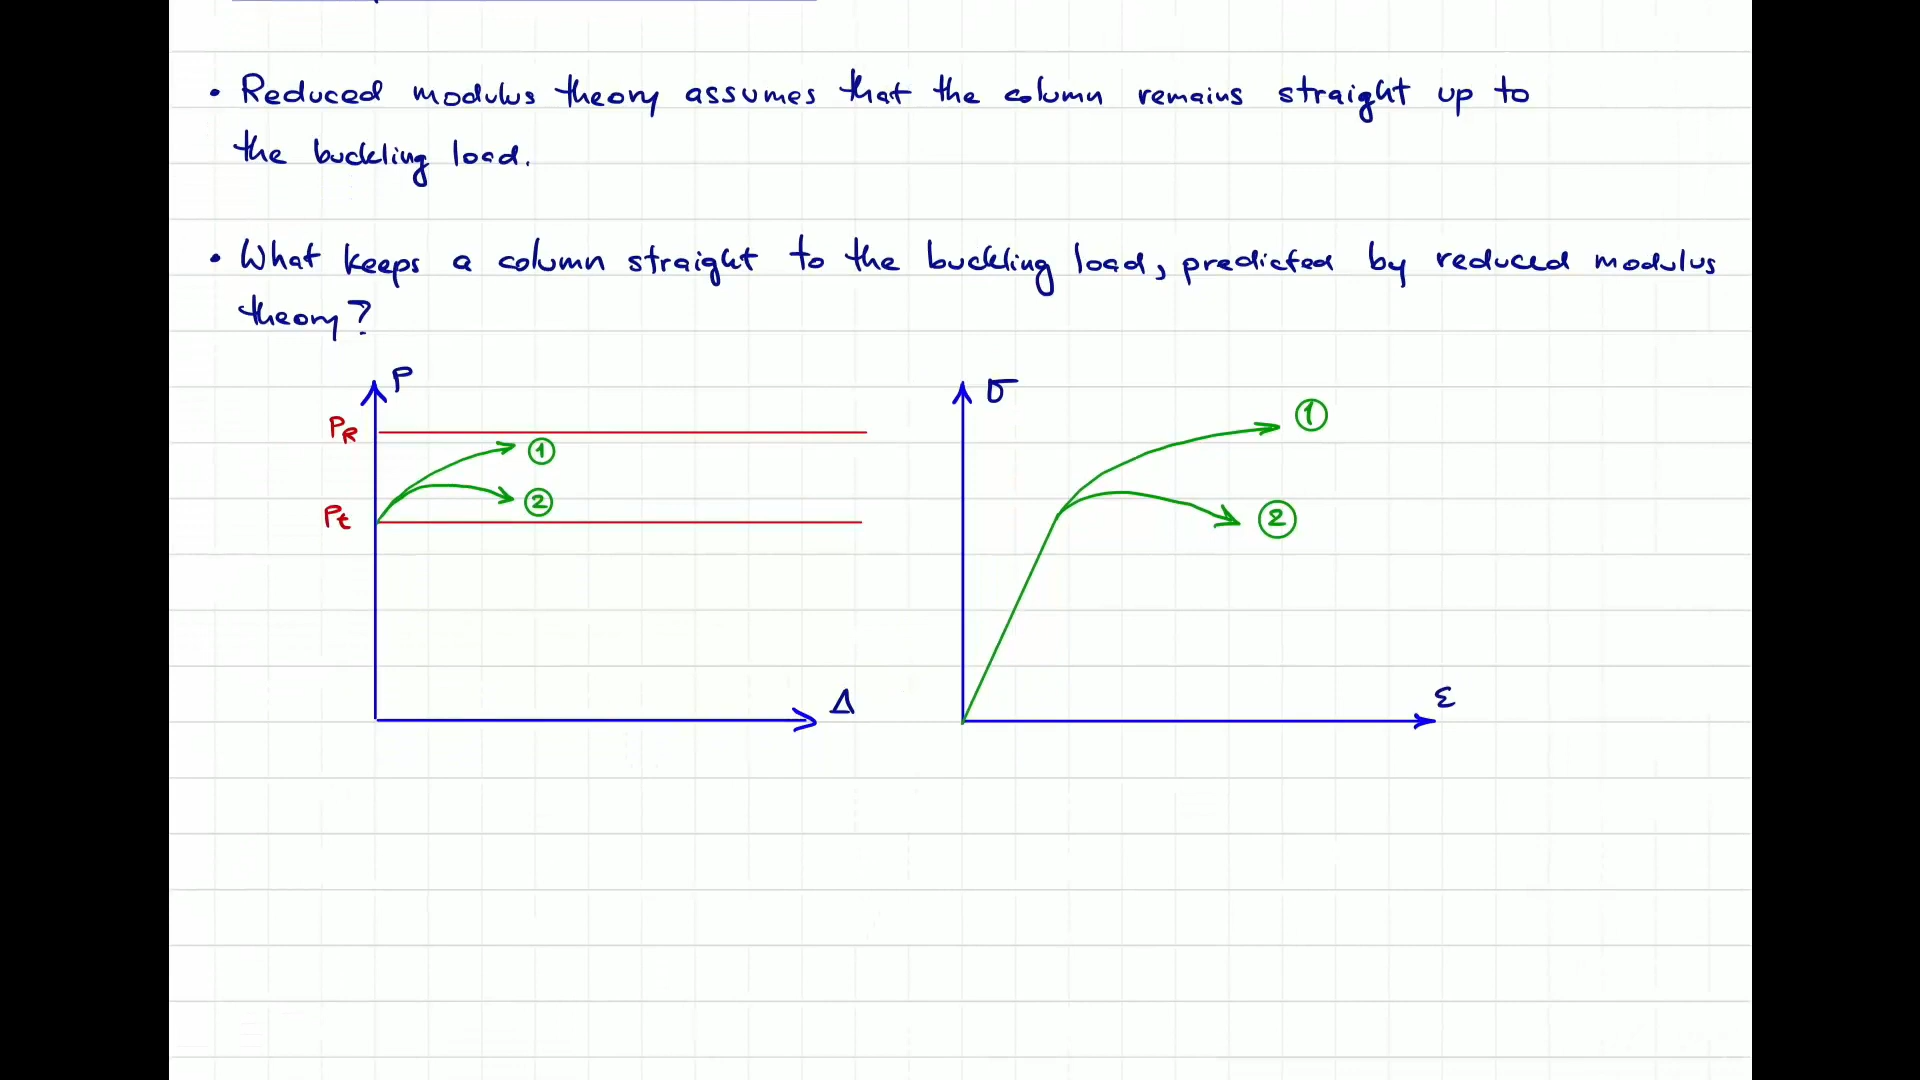 • Reduced modulus theory assumes that the column remains straight up to
the buckling load.
• What keeps a column straight to the buckling load, predicted by reduced modulus
theory?
P
σ
P_R
①
①
②
P_t
②
Δ
ε